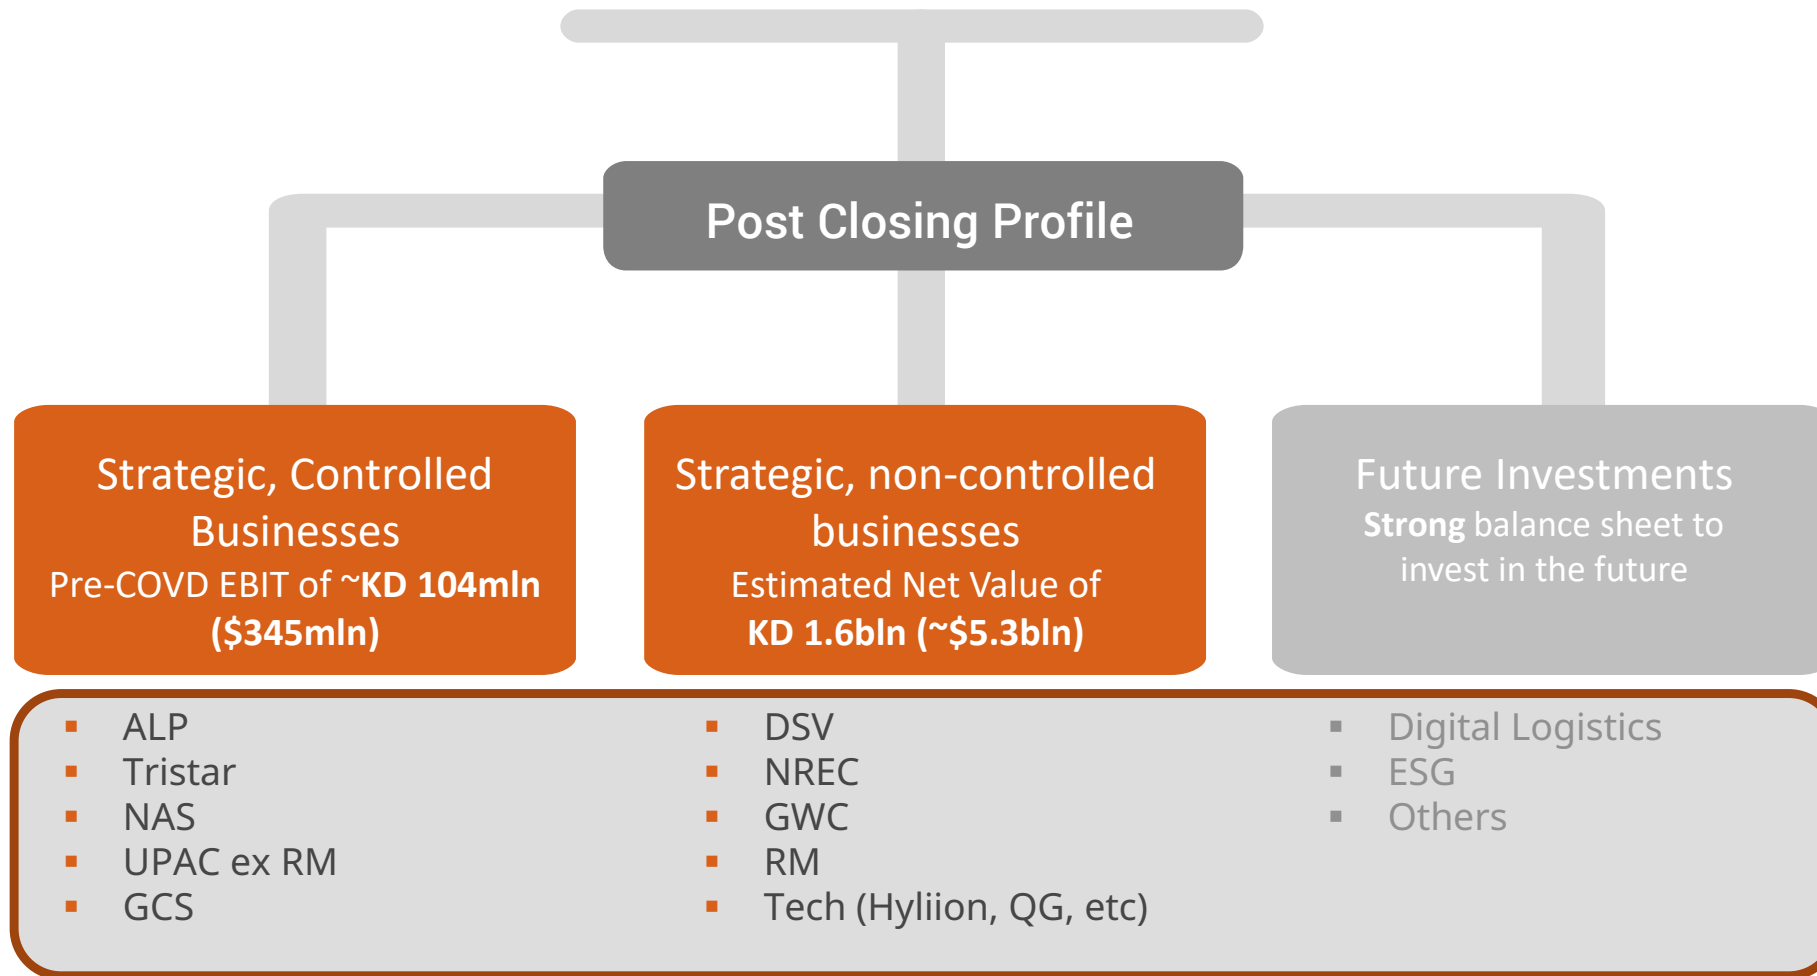 Post Closing Profile
Strategic, Controlled
Businesses
Pre-COVD EBIT of ~KD 104mln
($345mln)
Strategic, non-controlled
businesses
Estimated Net Value of
KD 1.6bln (~$5.3bln)
Future Investments
Strong balance sheet to
invest in the future
▪ ALP
▪ Tristar
▪ NAS
▪ UPAC ex RM
▪ GCS
▪ DSV
▪ NREC
▪ GWC
▪ RM
▪ Tech (Hyliion, QG, etc)
▪ Digital Logistics
▪ ESG
▪ Others